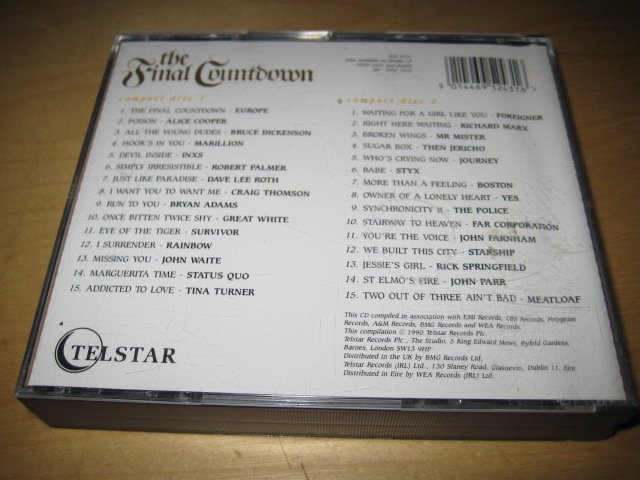 the
Final Countdown
5 014469 524316 7
compact disc 1
1. THE FINAL COUNTDOWN - EUROPE
2. POISON - ALICE COOPER
3. ALL THE YOUNG DUDES - BRUCE DICKENSON
4. HOOK'S IN YOU - MARILLION
5. DEVIL INSIDE - INXS
6. SIMPLY IRRESISTIBLE - ROBERT PALMER
7. JUST LIKE PARADISE - DAVE LEE ROTH
8. I WANT YOU TO WANT ME - CRAIG THOMSON
9. RUN TO YOU - BRYAN ADAMS
10. ONCE BITTEN TWICE SHY - GREAT WHITE
11. EYE OF THE TIGER - SURVIVOR
12. I SURRENDER - RAINBOW
13. MISSING YOU - JOHN WAITE
14. MARGUERITA TIME - STATUS QUO
15. ADDICTED TO LOVE - TINA TURNER
compact disc 2
1. WAITING FOR A GIRL LIKE YOU - FOREIGNER
2. RIGHT HERE WAITING - RICHARD MARX
3. BROKEN WINGS - MR MISTER
4. SUGAR BOX - THEN JERICHO
5. WHO'S CRYING NOW - JOURNEY
6. BABE - STYX
7. MORE THAN A FEELING - BOSTON
8. OWNER OF A LONELY HEART - YES
9. SYNCHRONICITY II - THE POLICE
10. STAIRWAY TO HEAVEN - FAR CORPORATION
11. YOU'RE THE VOICE - JOHN FARNHAM
12. WE BUILT THIS CITY - STARSHIP
13. JESSIE'S GIRL - RICK SPRINGFIELD
14. ST ELMO'S FIRE - JOHN PARR
15. TWO OUT OF THREE AIN'T BAD - MEATLOAF
This CD compiled in association with EMI Records, CBS Records, Polygram
Records, A&M Records, BMG Records and WEA Records.
This compilation © 1990 Telstar Records Plc.
Telstar Records Plc., The Studio, 5 King Edward Mews, Byfeld Gardens,
Barnes, London SW13 9HP
Distributed in the UK by BMG Records Ltd.
Telstar Records (IRL) Ltd., 130 Slaney Road, Glasnevin, Dublin 11, Eire.
Distributed in Eire by WEA Records (IRL) Ltd.
TELSTAR